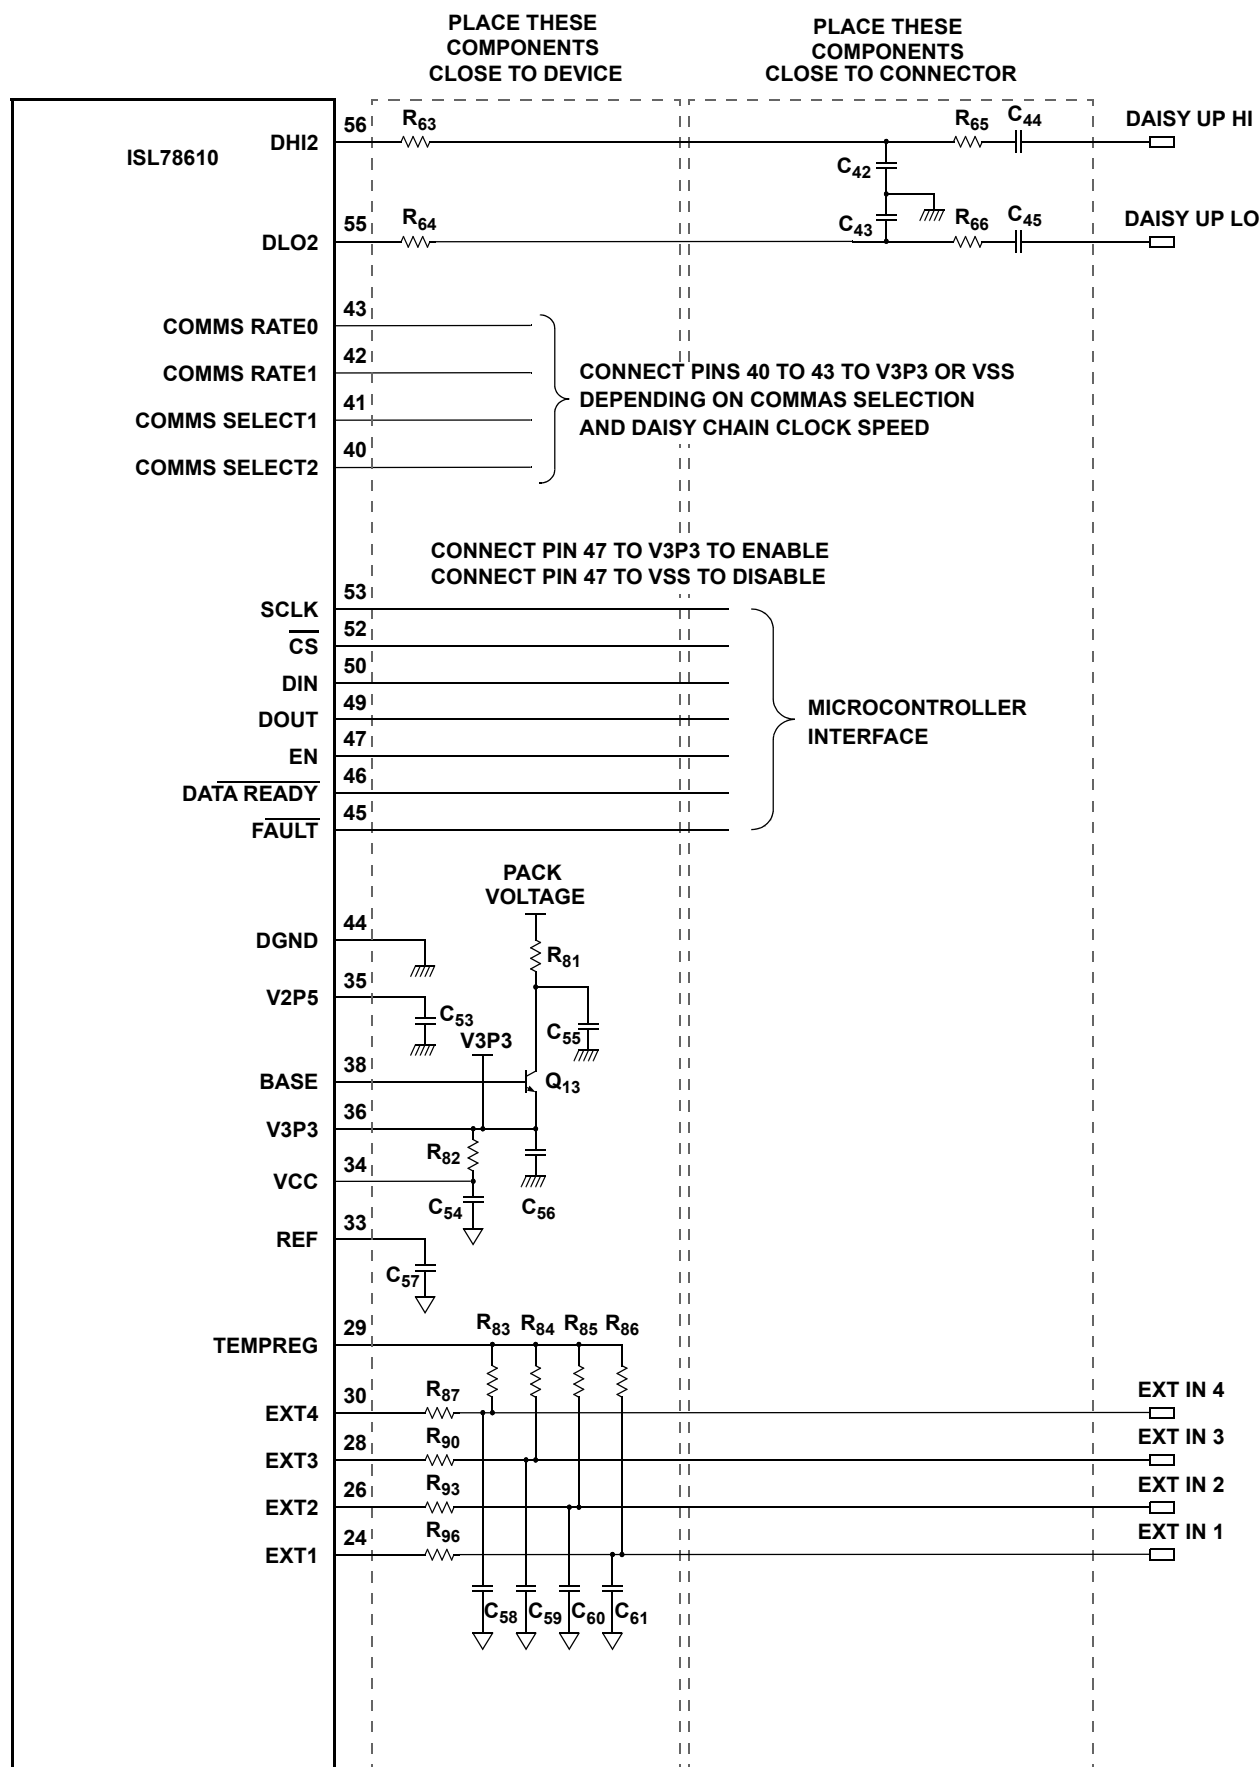 PLACE THESE
COMPONENTS
CLOSE TO DEVICE
PLACE THESE
COMPONENTS
CLOSE TO CONNECTOR
ISL78610
DHI2
56
R63
R65
C44
DAISY UP HI
C42
DLO2
55
R64
C43
R66
C45
DAISY UP LO
COMMS RATE0
43
COMMS RATE1
42
COMMS SELECT1
41
COMMS SELECT2
40
CONNECT PINS 40 TO 43 TO V3P3 OR VSS
DEPENDING ON COMMAS SELECTION
AND DAISY CHAIN CLOCK SPEED
CONNECT PIN 47 TO V3P3 TO ENABLE
CONNECT PIN 47 TO VSS TO DISABLE
SCLK
53
CS
52
DIN
50
DOUT
49
EN
47
DATA READY
46
FAULT
45
MICROCONTROLLER
INTERFACE
PACK
VOLTAGE
DGND
44
R81
V2P5
35
C53
C55
V3P3
BASE
38
Q13
V3P3
36
R82
VCC
34
C54
C56
REF
33
C57
TEMPREG
29
R83
R84
R85
R86
EXT4
30
R87
EXT IN 4
EXT3
28
R90
EXT IN 3
EXT2
26
R93
EXT IN 2
EXT1
24
R96
EXT IN 1
C58
C59
C60
C61